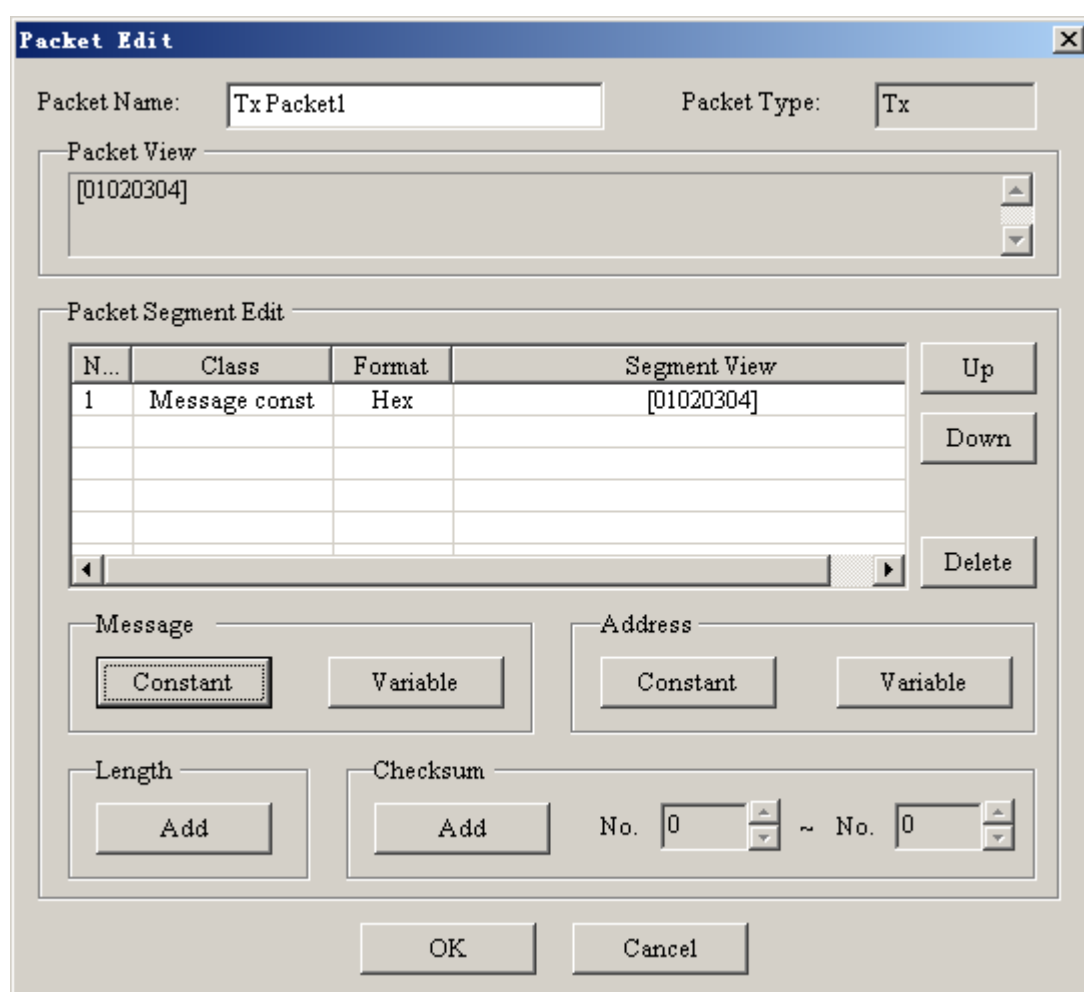 Packet Edit
Packet Name: Tx Packet1 Packet Type: Tx
Packet View
[01020304]
Packet Segment Edit
N... Class Format Segment View
1 Message const Hex [01020304]
Up
Down
Delete
Message
Constant Variable
Address
Constant Variable
Length
Add
Checksum
Add No. 0 ~ No. 0
OK Cancel